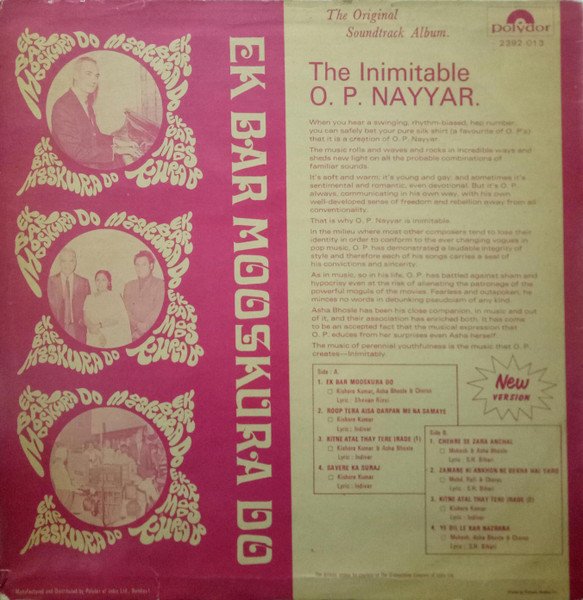 EK BAR MOOSKURA DO
EK BAR MOOSKURA DO
EK BAR MOOSKURA DO
EK BAR MOOSKURA DO
The Original
Soundtrack Album.
Polydor
2392 013
The Inimitable
O. P. NAYYAR.
When you hear a swinging, rhythm-biased, hep number
you can safely bet your pure silk shirt (a favourite of O. P.'s)
that it is a creation of O. P. Nayyar.
The music rolls and waves and rocks in incredible ways and
sheds new light on all the probable combinations of
familiar sounds.
It's soft and warm; it's young and gay; and sometimes it's
sentimental and romantic, even devotional. But it's O. P.
always, communicating in his own way, with his own
well-developed sense of freedom and rebellion away from all
conventionality.
That is why O. P. Nayyar is inimitable.
In the milieu where most other composers tend to lose their
identity in order to conform to the ever changing vogues in
pop music, O. P. has demonstrated a laudable integrity of
style and therefore each of his songs carries a seal of
his convictions and sincerity.
As in music, so in his life, O. P. has battled against sham and
hypocrisy even at the risk of alienating the patronage of the
powerful moguls of the movies. Fearless and outspoken, he
minces no words in debunking pseudoism of any kind.
Asha Bhosle has been his close companion, in music and out
of it, and their association has enriched both. It has come
to be an accepted fact that the musical expression that
O. P. educes from her surprises even Asha herself.
The music of perennial youthfulness is the music that O. P.
creates—Inimitably.
Side : A.
1. EK BAR MOOSKURA DO
Kishore Kumar, Asha Bhosle & Chorus
Lyric : Shevan Rizvi
2. ROOP TERA AISA DARPAN ME NA SAMAYE
Kishore Kumar
Lyric : Indivar
3. KITNE ATAL THAY TERE IRADE (1)
Kishore Kumar & Asha Bhosle
Lyric : Indivar
4. SAVERE KA SURAJ
Kishore Kumar
Lyric : Indivar
New
VERSION
Side B.
1. CHEHRE SE ZARA ANCHAL
Mukesh & Asha Bhosle
Lyric : S.H. Bihari
2. ZAMANE KI ANKHON NE DEKHA HAI YARO
Mohd. Rafi & Chorus
Lyric : S.H. Bihari
3. KITNE ATAL THAY TERE IRADE (2)
Kishore Kumar
Lyric : Indivar
4. YE DIL LE KAR NAZRANA
Mukesh, Asha Bhosle & Chorus
Lyric : S.H. Bihari
Manufactured and Distributed by Polydor of India Ltd., Bombay-1